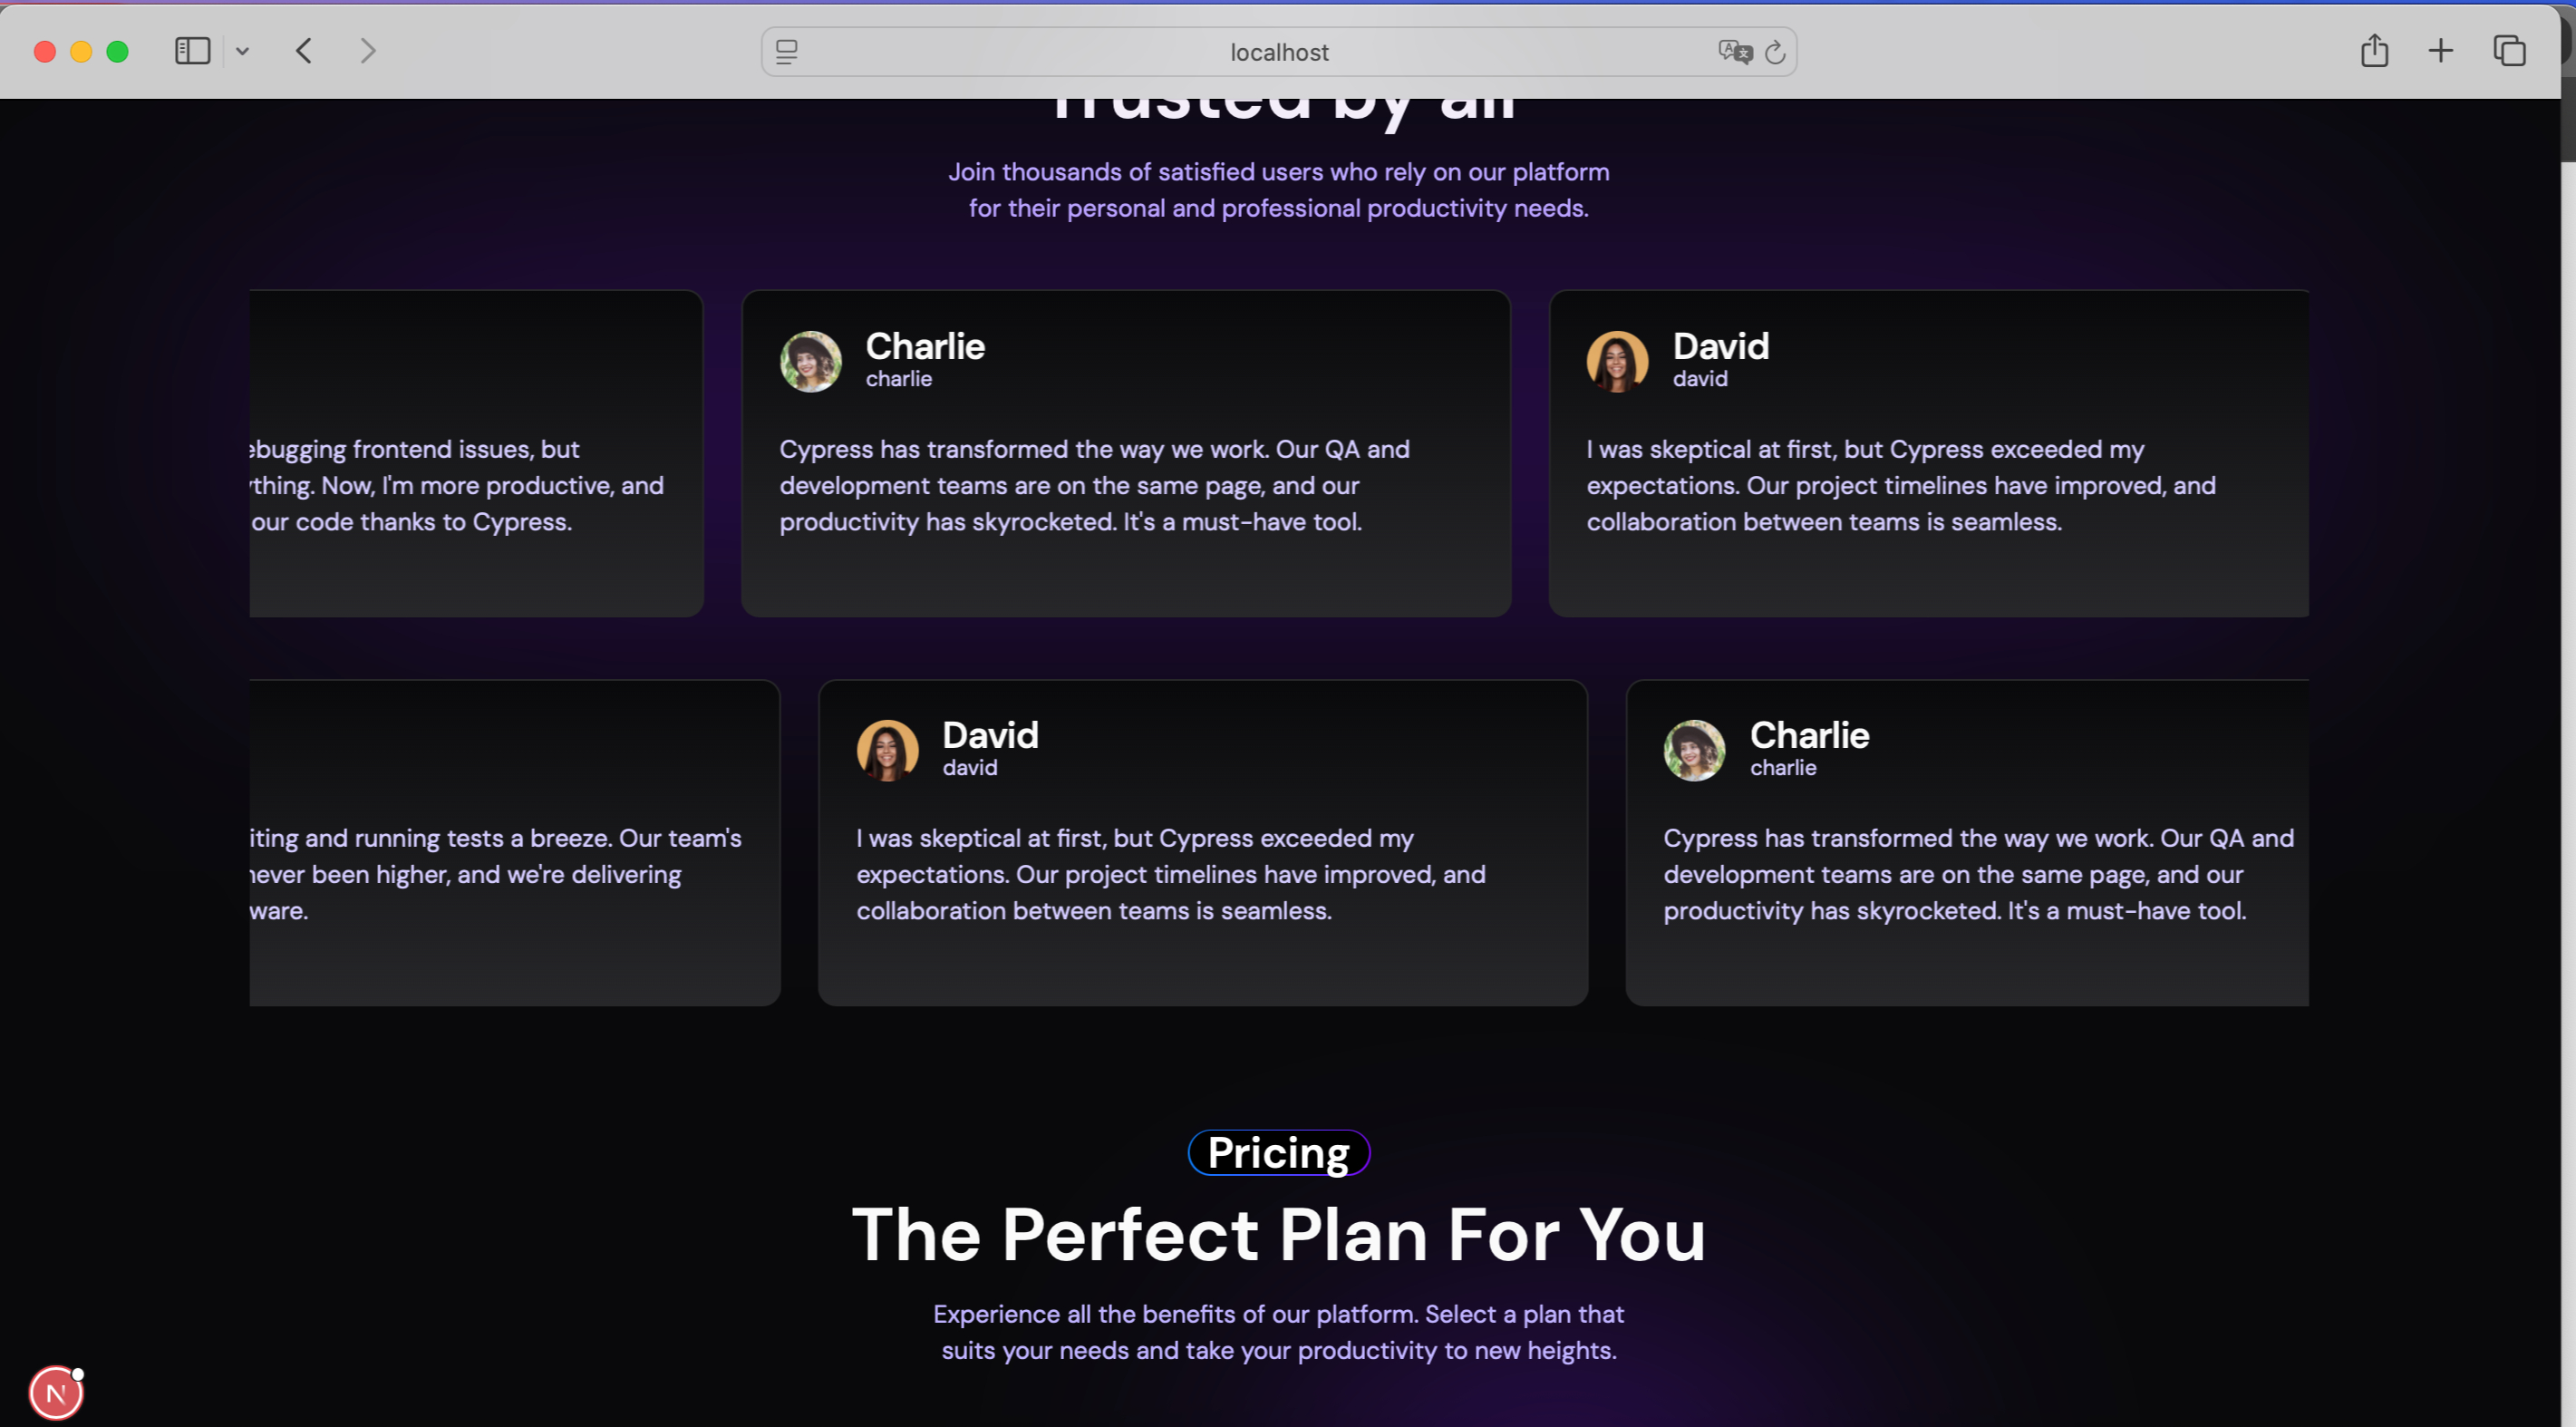 localhost
Trusted by all
Join thousands of satisfied users who rely on our platform
for their personal and professional productivity needs.
ebugging frontend issues, but
thing. Now, I'm more productive, and
our code thanks to Cypress.
Charlie
charlie
Cypress has transformed the way we work. Our QA and
development teams are on the same page, and our
productivity has skyrocketed. It's a must-have tool.
David
david
I was skeptical at first, but Cypress exceeded my
expectations. Our project timelines have improved, and
collaboration between teams is seamless.
iting and running tests a breeze. Our team's
never been higher, and we're delivering
ware.
David
david
I was skeptical at first, but Cypress exceeded my
expectations. Our project timelines have improved, and
collaboration between teams is seamless.
Charlie
charlie
Cypress has transformed the way we work. Our QA and
development teams are on the same page, and our
productivity has skyrocketed. It's a must-have tool.
Pricing
The Perfect Plan For You
Experience all the benefits of our platform. Select a plan that
suits your needs and take your productivity to new heights.
N